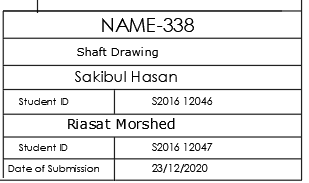 NAME-338
Shaft Drawing
Sakibul Hasan
Student ID S2016 12046
Riasat Morshed
Student ID S2016 12047
Date of Submission 23/12/2020